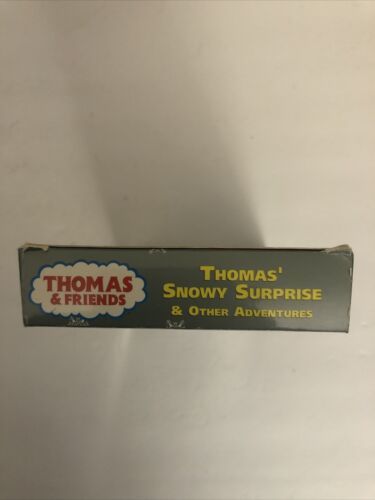 THOMAS
& FRIENDS
THOMAS'
SNOWY SURPRISE
& OTHER ADVENTURES